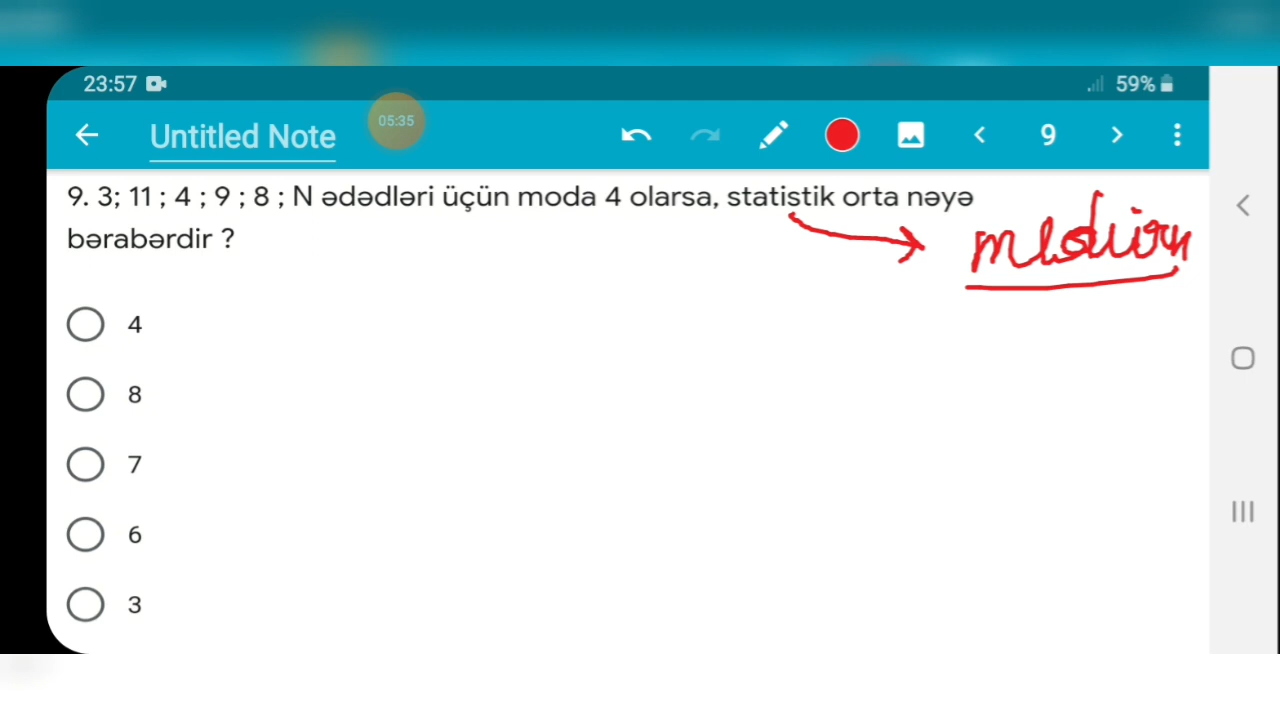 23:57
59%
Untitled Note
05:35
9
9. 3; 11 ; 4 ; 9 ; 8 ; N ədədləri üçün moda 4 olarsa, statistik orta nəyə
bərabərdir ?
median
4
8
7
6
3